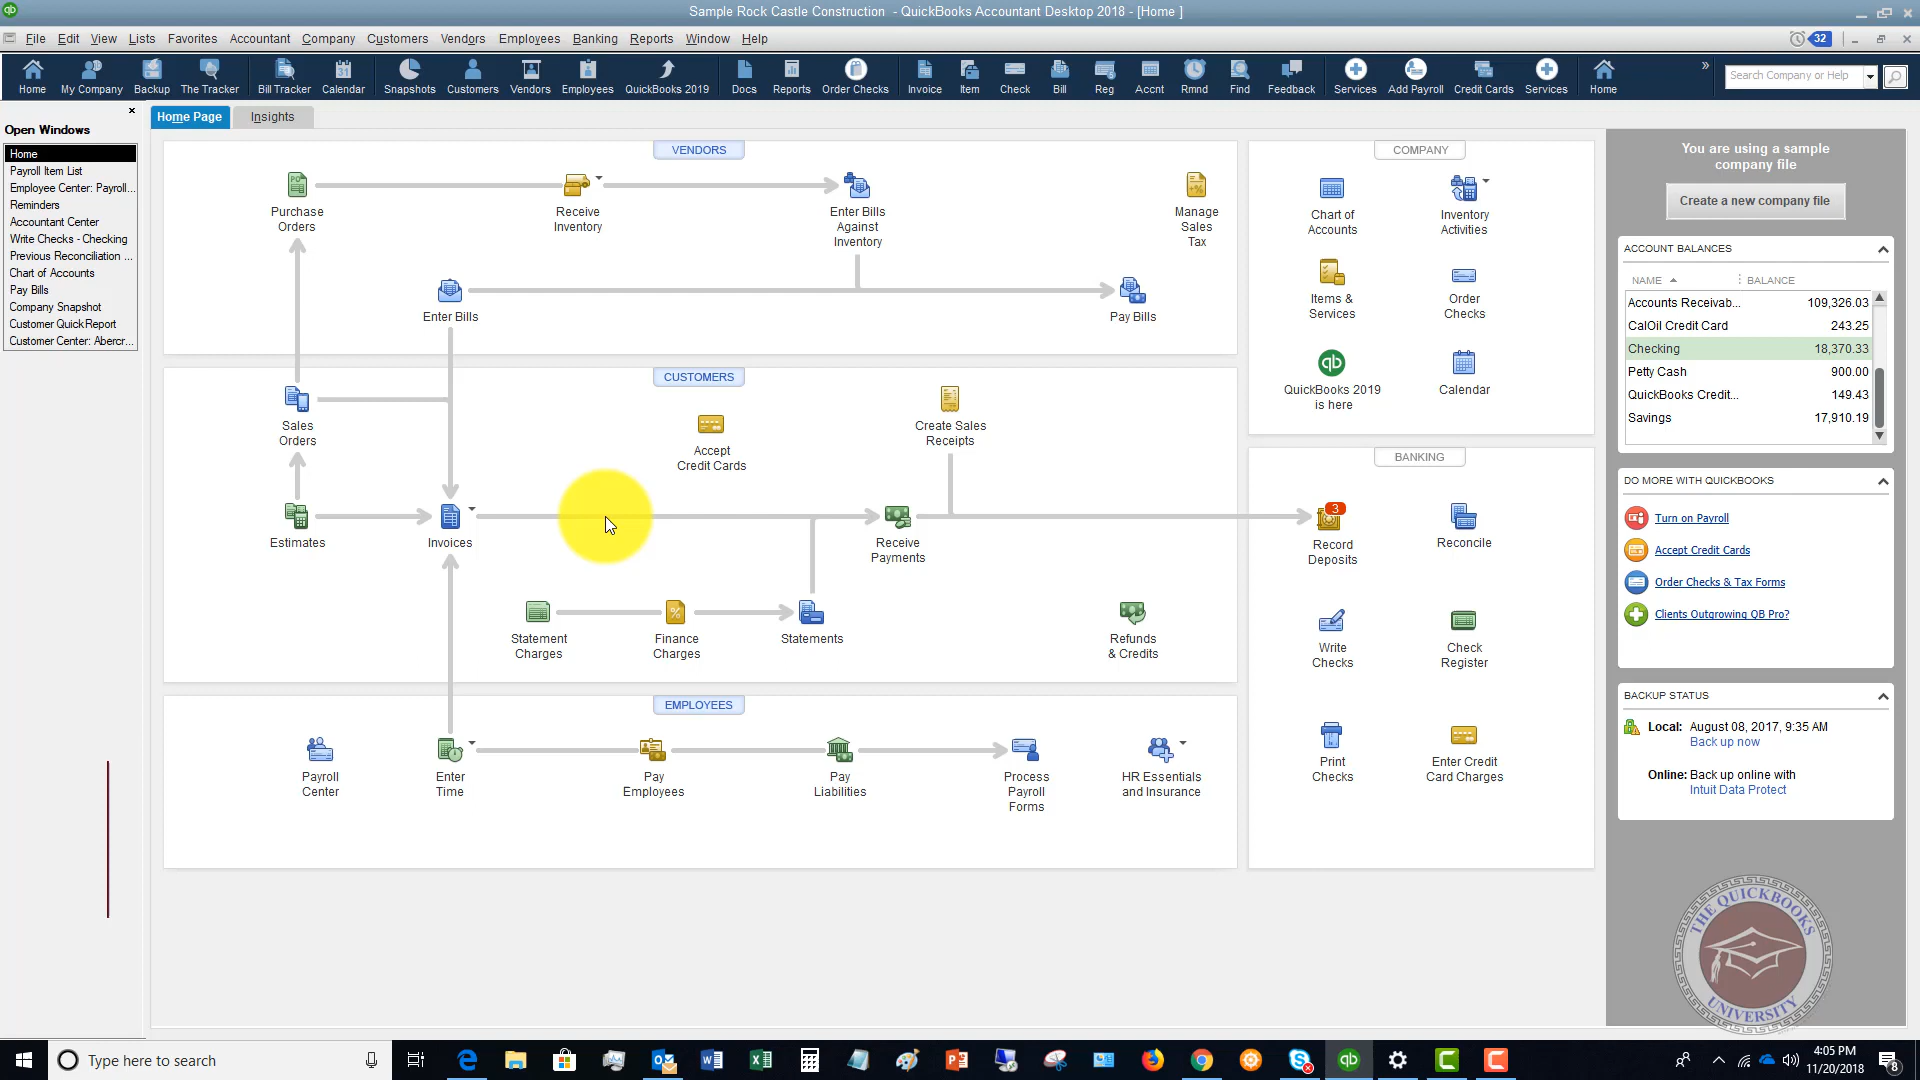 Sample Rock Castle Construction - QuickBooks Accountant Desktop 2018 - [Home ]
File Edit View Lists Favorites Accountant Company Customers Vendors Employees Banking Reports Window Help
32
Home My Company Backup The Tracker Bill Tracker Calendar Snapshots Customers Vendors Employees QuickBooks 2019 Docs Reports Order Checks Invoice Item Check Bill Reg Accnt Rmnd Find Feedback Services Add Payroll Credit Cards Services Home
Search Company or Help
Open Windows
Home
Payroll Item List
Employee Center: Payroll...
Reminders
Accountant Center
Write Checks - Checking
Previous Reconciliation ...
Chart of Accounts
Pay Bills
Company Snapshot
Customer QuickReport
Customer Center: Abercr...
Home Page Insights
VENDORS
Purchase
Orders
Receive
Inventory
Enter Bills
Against
Inventory
Manage
Sales
Tax
Enter Bills
Pay Bills
CUSTOMERS
Sales
Orders
Accept
Credit Cards
Create Sales
Receipts
Estimates
Invoices
Receive
Payments
Statement
Charges
Finance
Charges
Statements
Refunds
& Credits
EMPLOYEES
Payroll
Center
Enter
Time
Pay
Employees
Pay
Liabilities
Process
Payroll
Forms
HR Essentials
and Insurance
COMPANY
Chart of
Accounts
Inventory
Activities
Items &
Services
Order
Checks
qb
QuickBooks 2019
is here
Calendar
BANKING
3
Record
Deposits
Reconcile
Write
Checks
Check
Register
Print
Checks
Enter Credit
Card Charges
You are using a sample
company file
Create a new company file
ACCOUNT BALANCES
NAME BALANCE
Accounts Receivab... 109,326.03
CalOil Credit Card 243.25
Checking 18,370.33
Petty Cash 900.00
QuickBooks Credit... 149.43
Savings 17,910.19
DO MORE WITH QUICKBOOKS
Turn on Payroll
Accept Credit Cards
Order Checks & Tax Forms
Clients Outgrowing QB Pro?
BACKUP STATUS
Local: August 08, 2017, 9:35 AM
Back up now
Online: Back up online with
Intuit Data Protect
THE QUICKBOOKS
UNIVERSITY
Type here to search
4:05 PM
11/20/2018
8